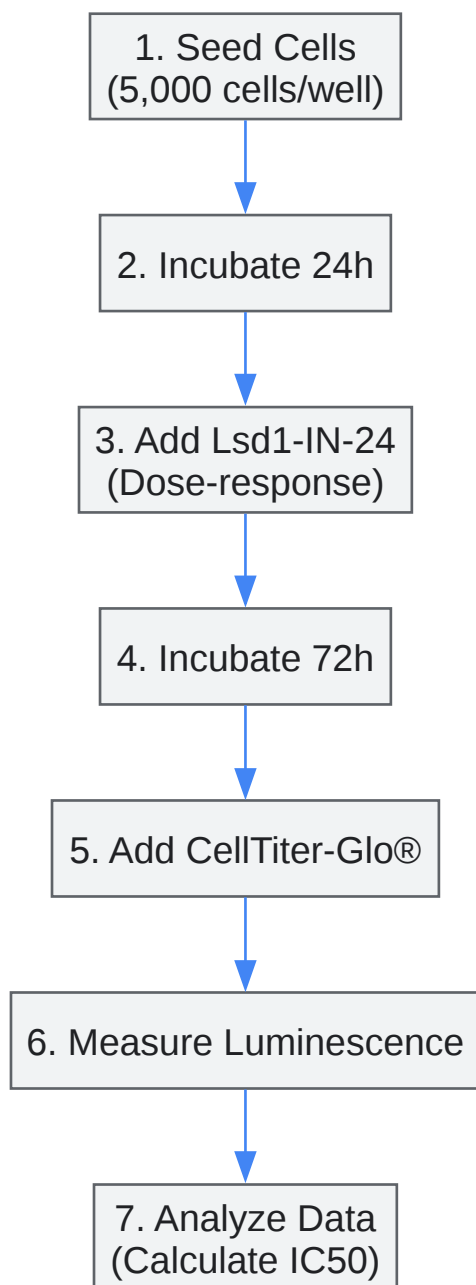 1. Seed Cells
(5,000 cells/well)
2. Incubate 24h
3. Add Lsd1-IN-24
(Dose-response)
4. Incubate 72h
5. Add CellTiter-Glo®
6. Measure Luminescence
7. Analyze Data
(Calculate IC50)